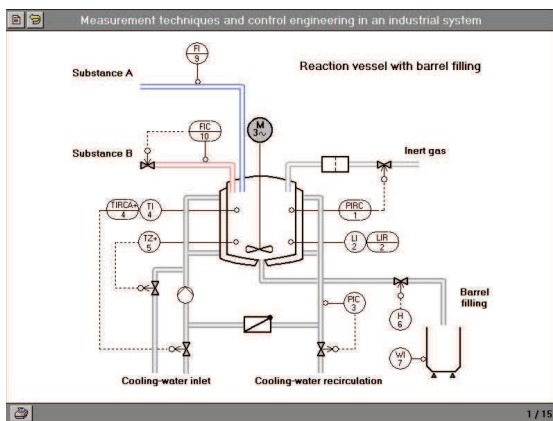 Measurement techniques and control engineering in an industrial system
FI
9
Reaction vessel with barrel filling
Substance A
M
3~
FIC
10
Substance B
Inert gas
TIRCA+
4
TI
4
PIRC
1
TZ+
5
LI
2
LIR
2
PIC
3
H
6
Barrel
filling
WI
7
Cooling-water inlet
Cooling-water recirculation
1 / 15